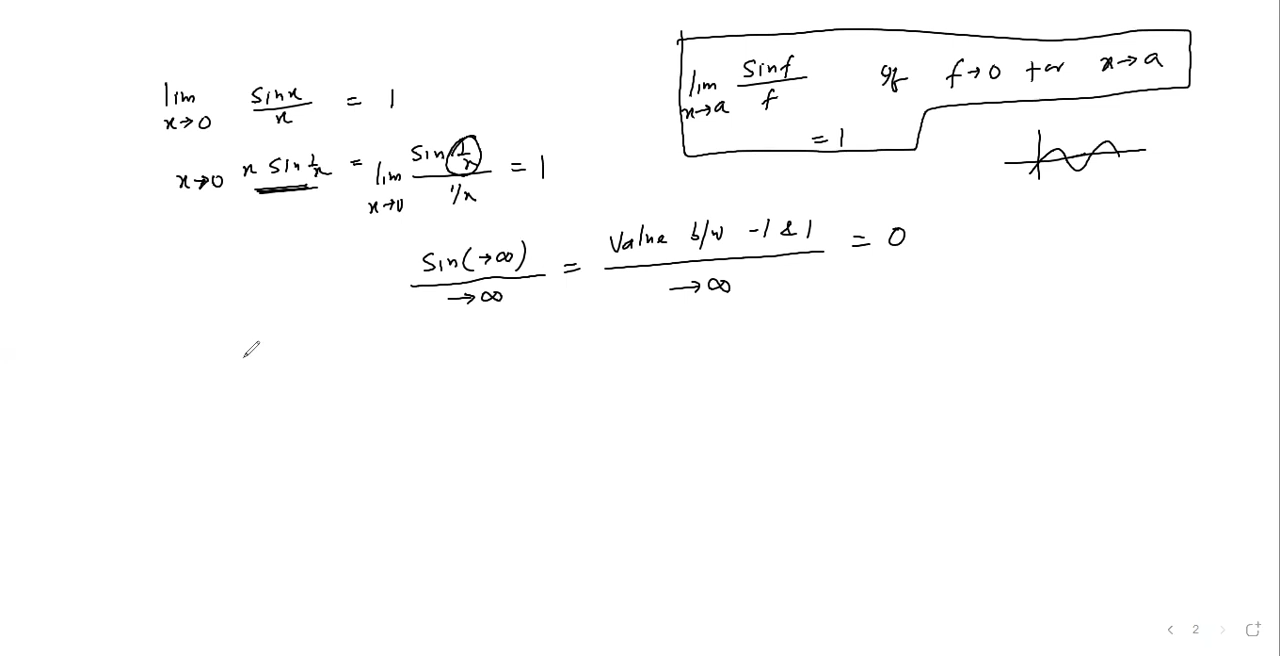 lim x→0 sinx/x = 1
x→0 x sin 1/x = lim x→0 sin(1/x)/1/x = 1
sin(→∞)/→∞ = Value b/w -1 & 1/→∞ = 0
lim x→a sinf/f if f→0 for x→a
= 1
2